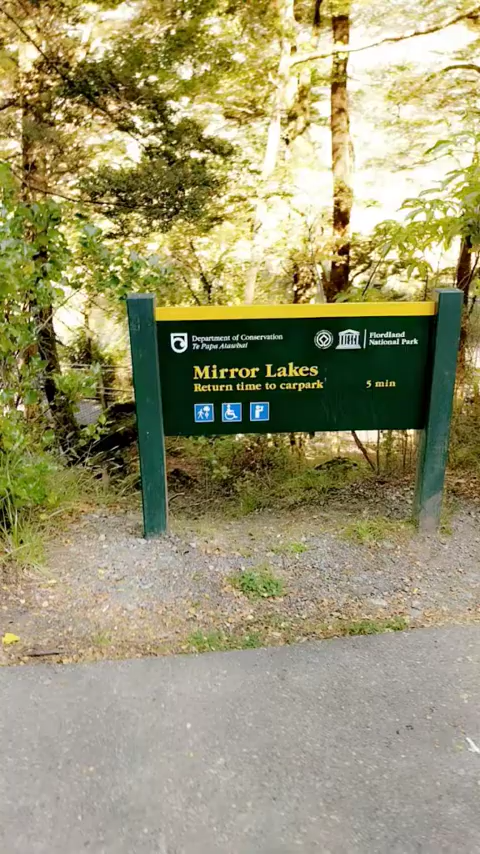 Department of Conservation
Te Papa Atawhai
Fiordland
National Park
Mirror Lakes
Return time to carpark
5 min